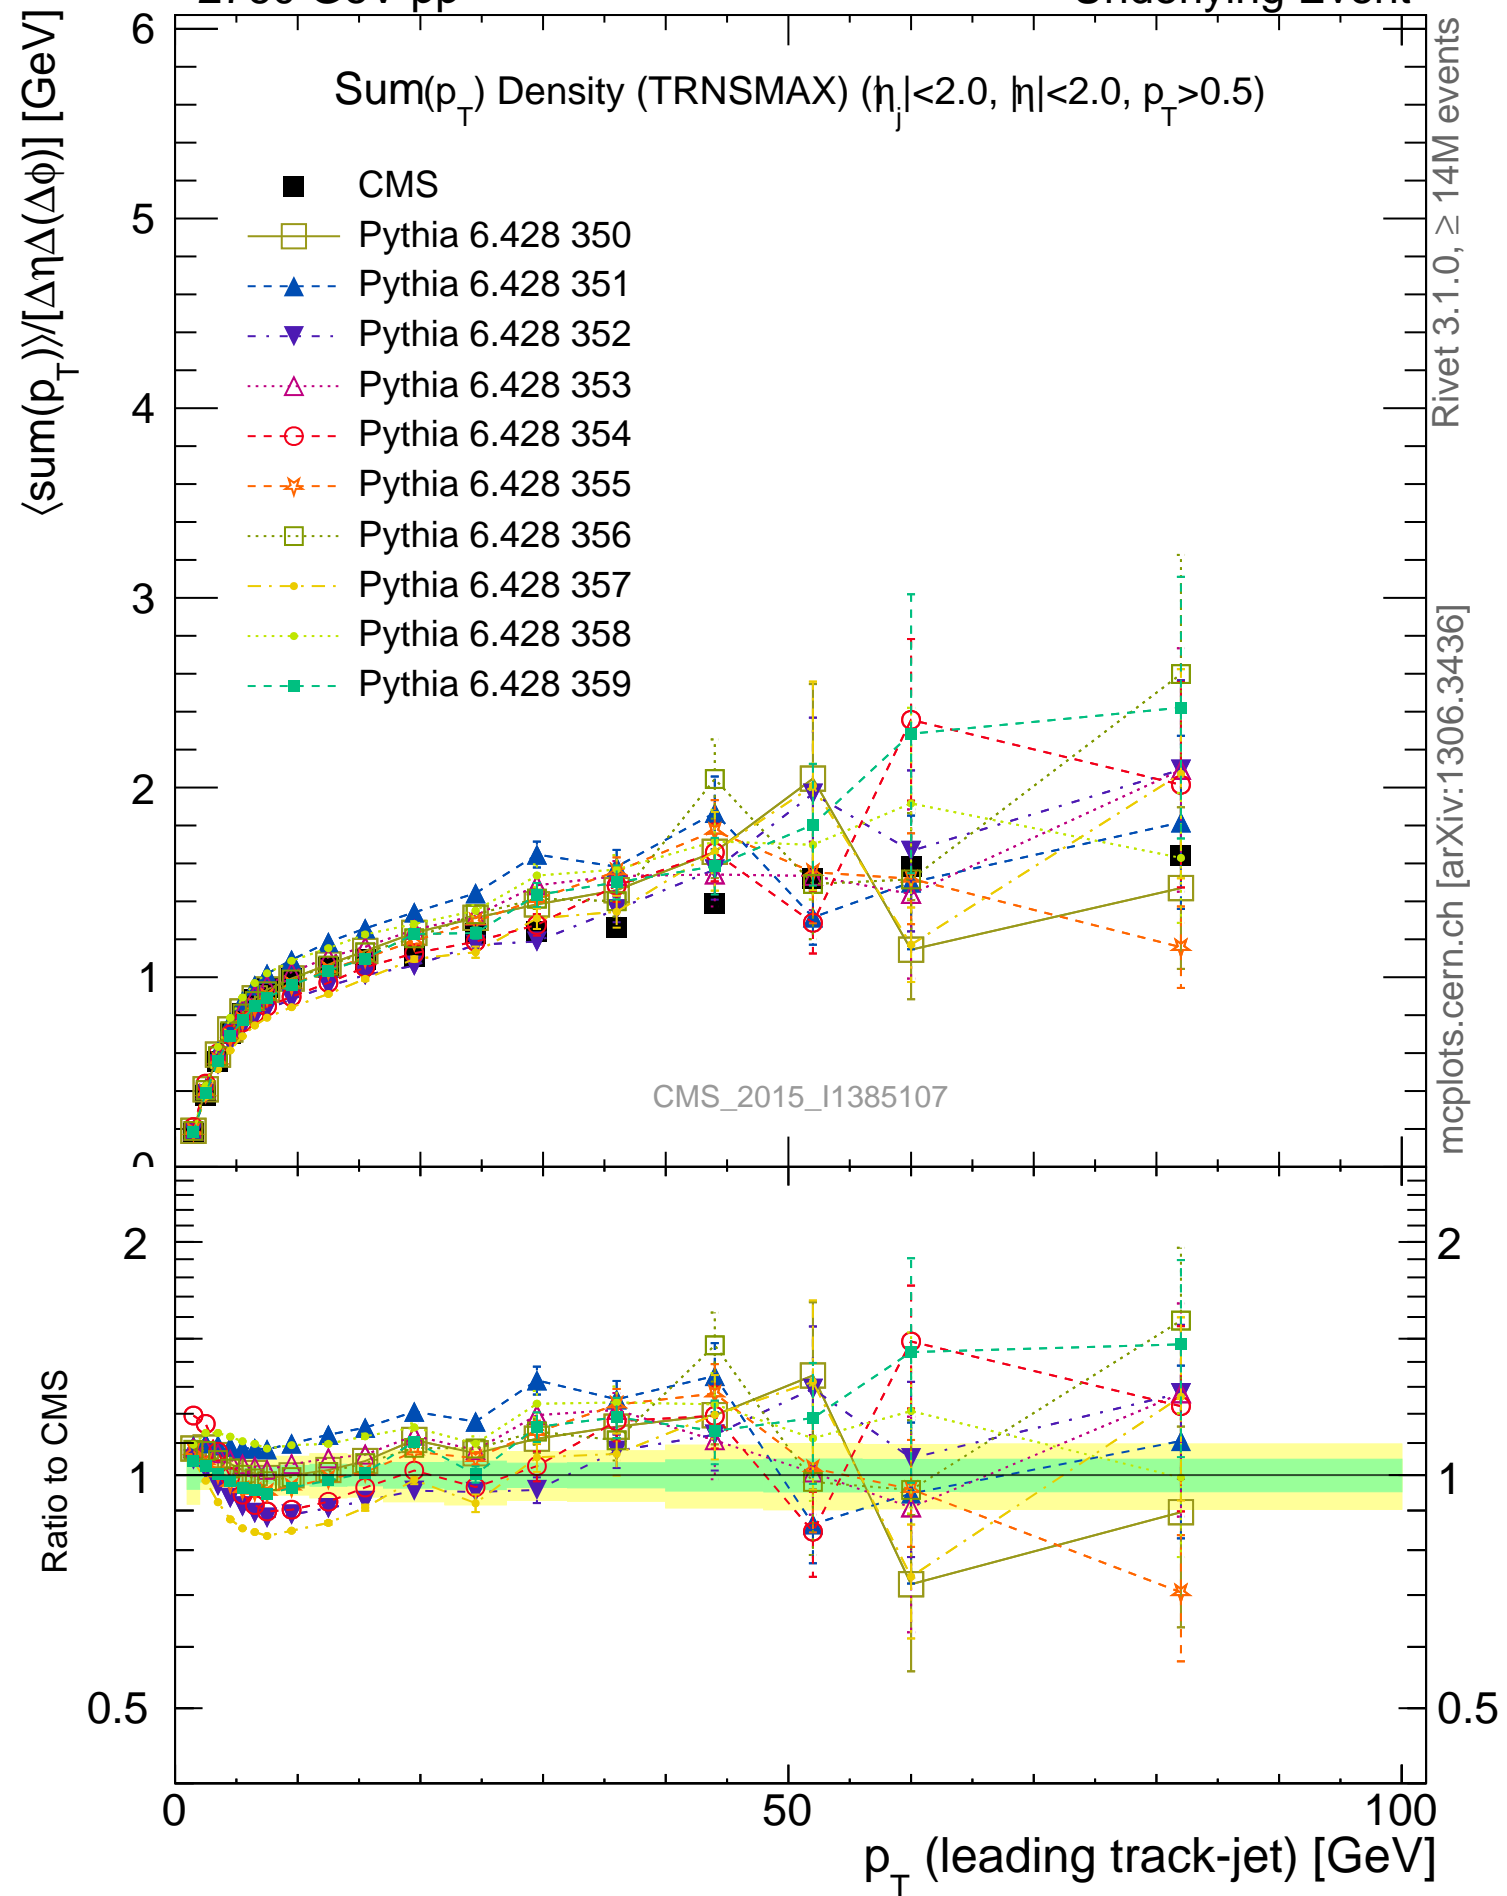 2760 GeV pp
Underlying Event
Sum(p_T) Density (TRNSMAX) (|η_j|<2.0, |η|<2.0, p_T>0.5)
⟨sum(p_T)⟩/[ΔηΔ(Δϕ)] [GeV]
CMS
Pythia 6.428 350
Pythia 6.428 351
Pythia 6.428 352
Pythia 6.428 353
Pythia 6.428 354
Pythia 6.428 355
Pythia 6.428 356
Pythia 6.428 357
Pythia 6.428 358
Pythia 6.428 359
6
5
4
3
2
1
0
CMS_2015_I1385107
Rivet 3.1.0, ≥ 14M events
mcplots.cern.ch [arXiv:1306.3436]
Ratio to CMS
2
1
0.5
2
1
0.5
0
50
100
p_T (leading track-jet) [GeV]